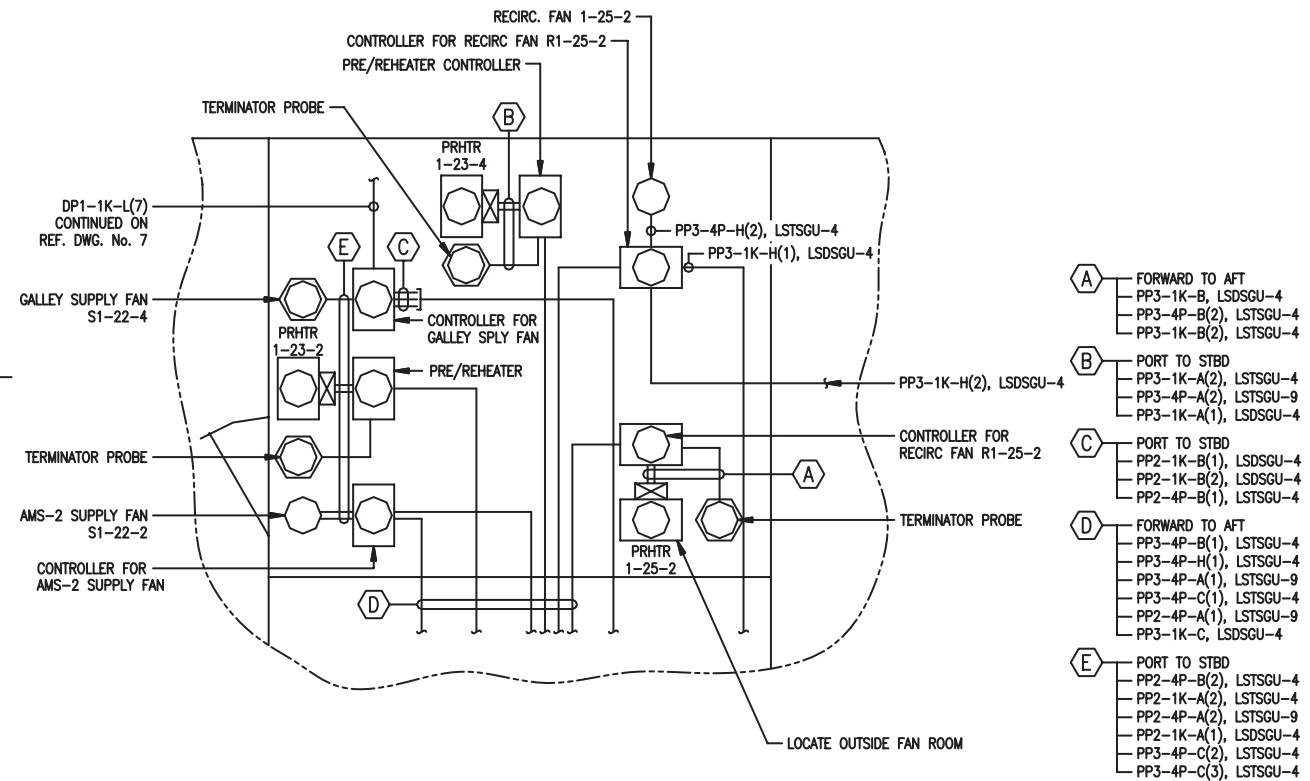 RECIRC. FAN 1-25-2
CONTROLLER FOR RECIRC FAN R1-25-2
PRE/REHEATER CONTROLLER
TERMINATOR PROBE
B
PRHTR
1-23-4
DP1-1K-L(7)
CONTINUED ON
REF. DWG. No. 7
E
C
PP3-4P-H(2), LSTSGU-4
PP3-1K-H(1), LSDSGU-4
GALLEY SUPPLY FAN
S1-22-4
CONTROLLER FOR
GALLEY SPLY FAN
PRHTR
1-23-2
PRE/REHEATER
PP3-1K-H(2), LSDSGU-4
CONTROLLER FOR
RECIRC FAN R1-25-2
TERMINATOR PROBE
A
AMS-2 SUPPLY FAN
S1-22-2
TERMINATOR PROBE
PRHTR
1-25-2
CONTROLLER FOR
AMS-2 SUPPLY FAN
D
LOCATE OUTSIDE FAN ROOM
A
FORWARD TO AFT
PP3-1K-B, LSDSGU-4
PP3-4P-B(2), LSTSGU-4
PP3-1K-B(2), LSTSGU-4
B
PORT TO STBD
PP3-1K-A(2), LSTSGU-4
PP3-4P-A(2), LSTSGU-9
PP3-1K-A(1), LSDSGU-4
C
PORT TO STBD
PP2-1K-B(1), LSDSGU-4
PP2-1K-B(2), LSDSGU-4
PP2-4P-B(1), LSTSGU-4
D
FORWARD TO AFT
PP3-4P-B(1), LSTSGU-4
PP3-4P-H(1), LSTSGU-4
PP3-4P-A(1), LSTSGU-9
PP3-4P-C(1), LSTSGU-4
PP2-4P-A(1), LSTSGU-9
PP3-1K-C, LSDSGU-4
E
PORT TO STBD
PP2-4P-B(2), LSTSGU-4
PP2-1K-A(2), LSTSGU-4
PP2-4P-A(2), LSTSGU-9
PP2-1K-A(1), LSDSGU-4
PP3-4P-C(2), LSTSGU-4
PP3-4P-C(3), LSTSGU-4